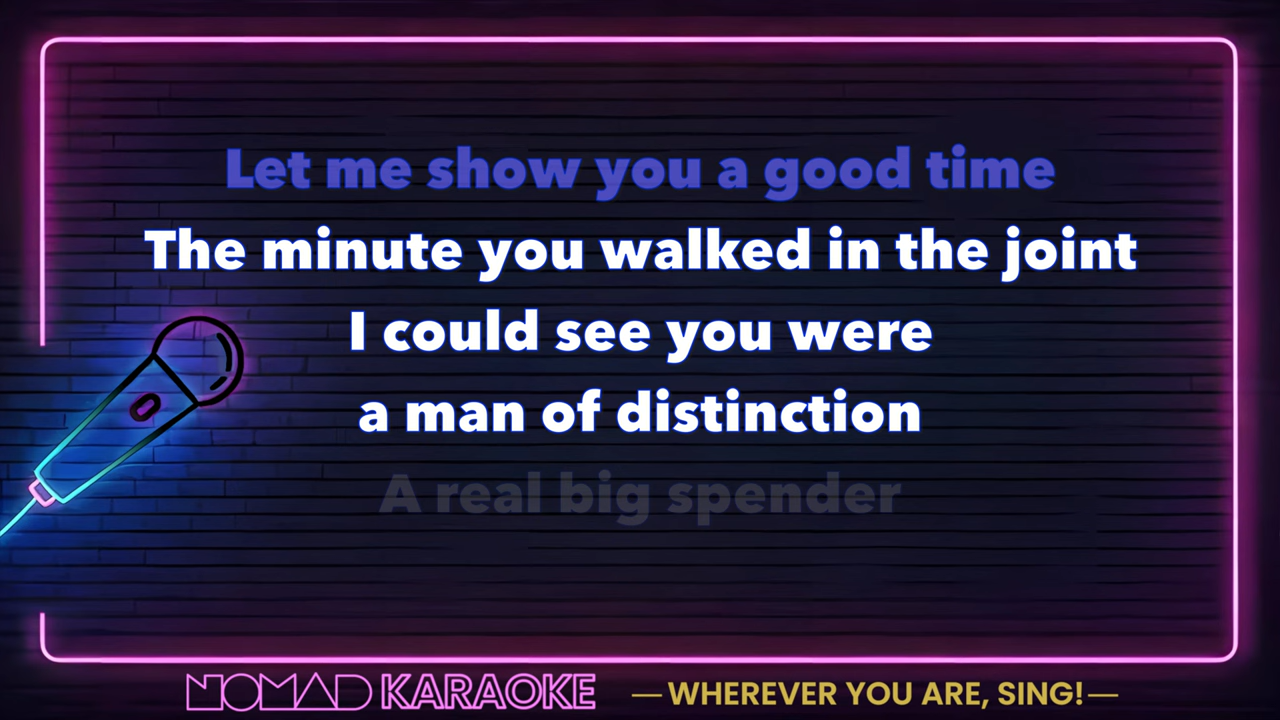 Let me show you a good time
The minute you walked in the joint
I could see you were
a man of distinction
A real big spender
NOMAD KARAOKE — WHEREVER YOU ARE, SING! —